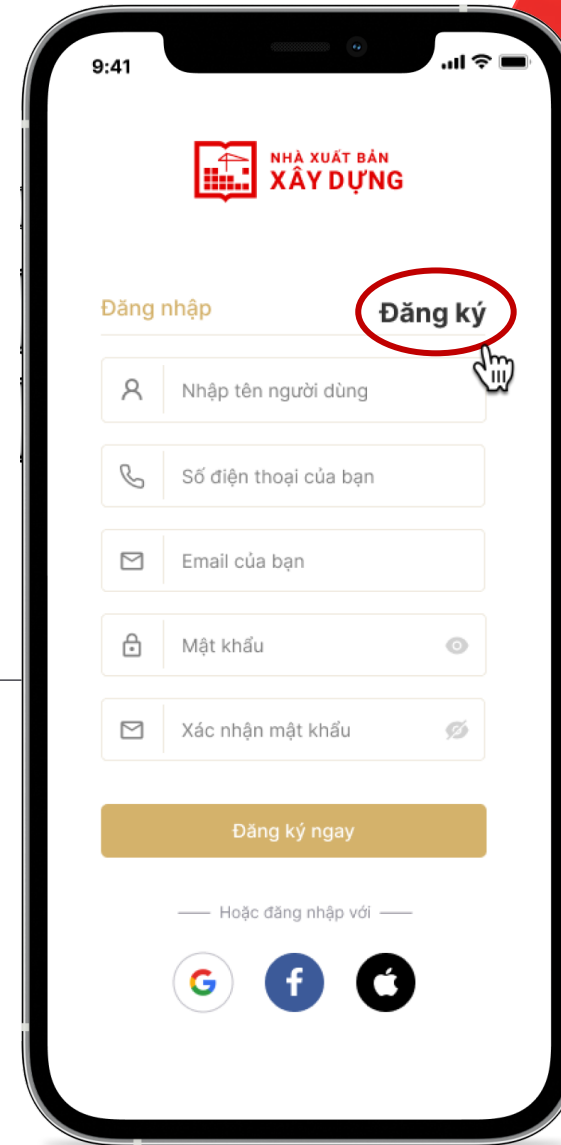 9:41
NHÀ XUẤT BẢN
XÂY DỰNG
Đăng nhập
Đăng ký
Nhập tên người dùng
Số điện thoại của bạn
Email của bạn
Mật khẩu
Xác nhận mật khẩu
Đăng ký ngay
Hoặc đăng nhập với